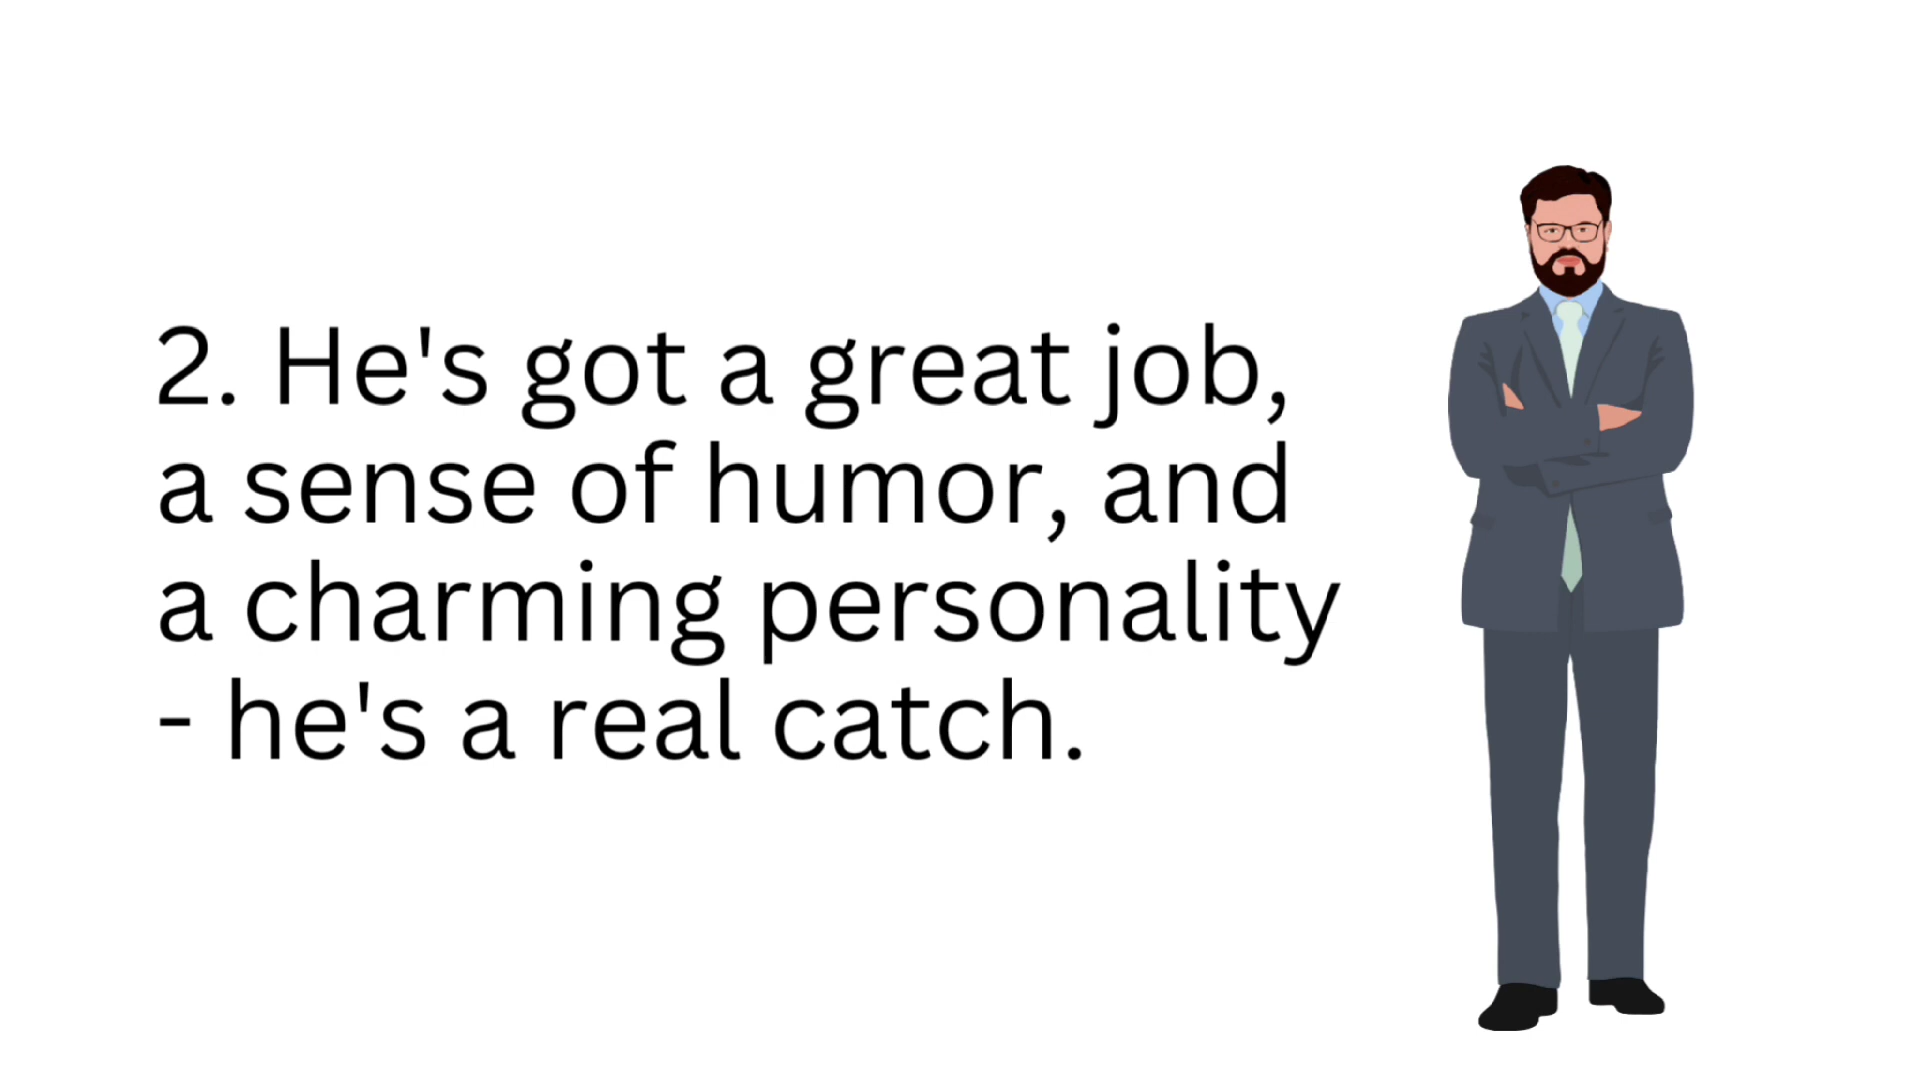 2. He's got a great job,
a sense of humor, and
a charming personality
- he's a real catch.